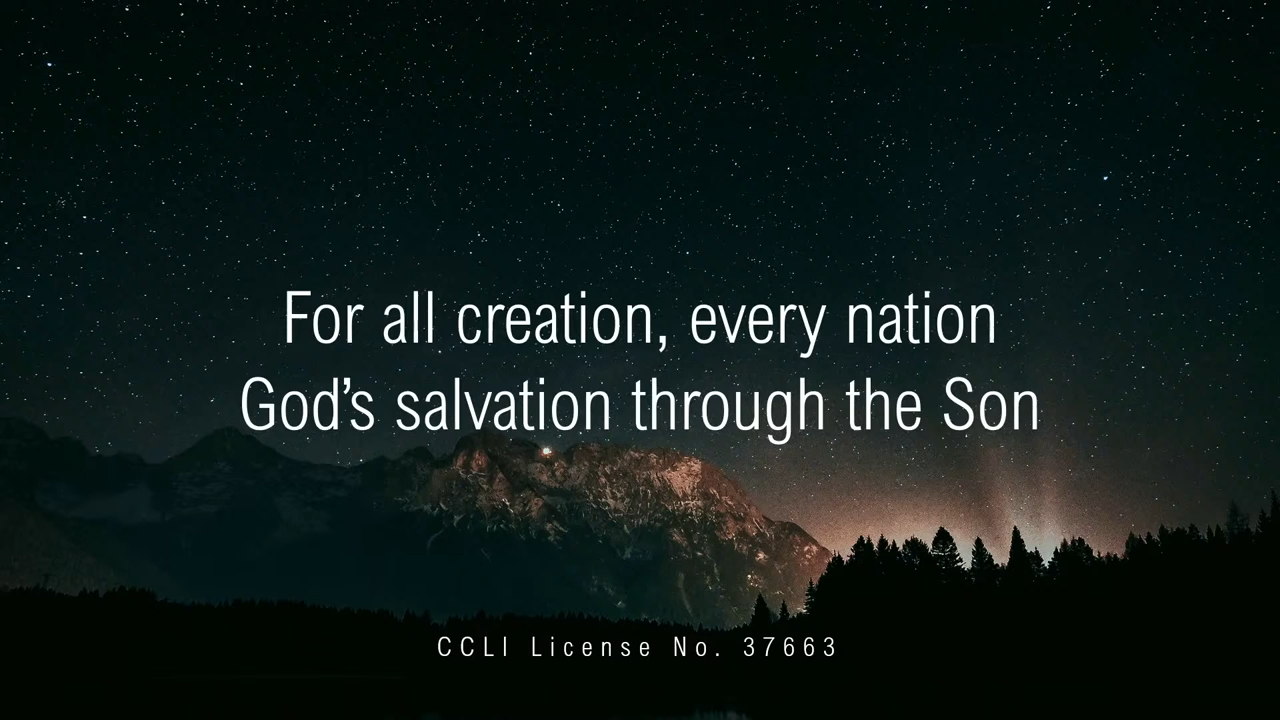 For all creation, every nation
God’s salvation through the Son
CCLI License No. 37663